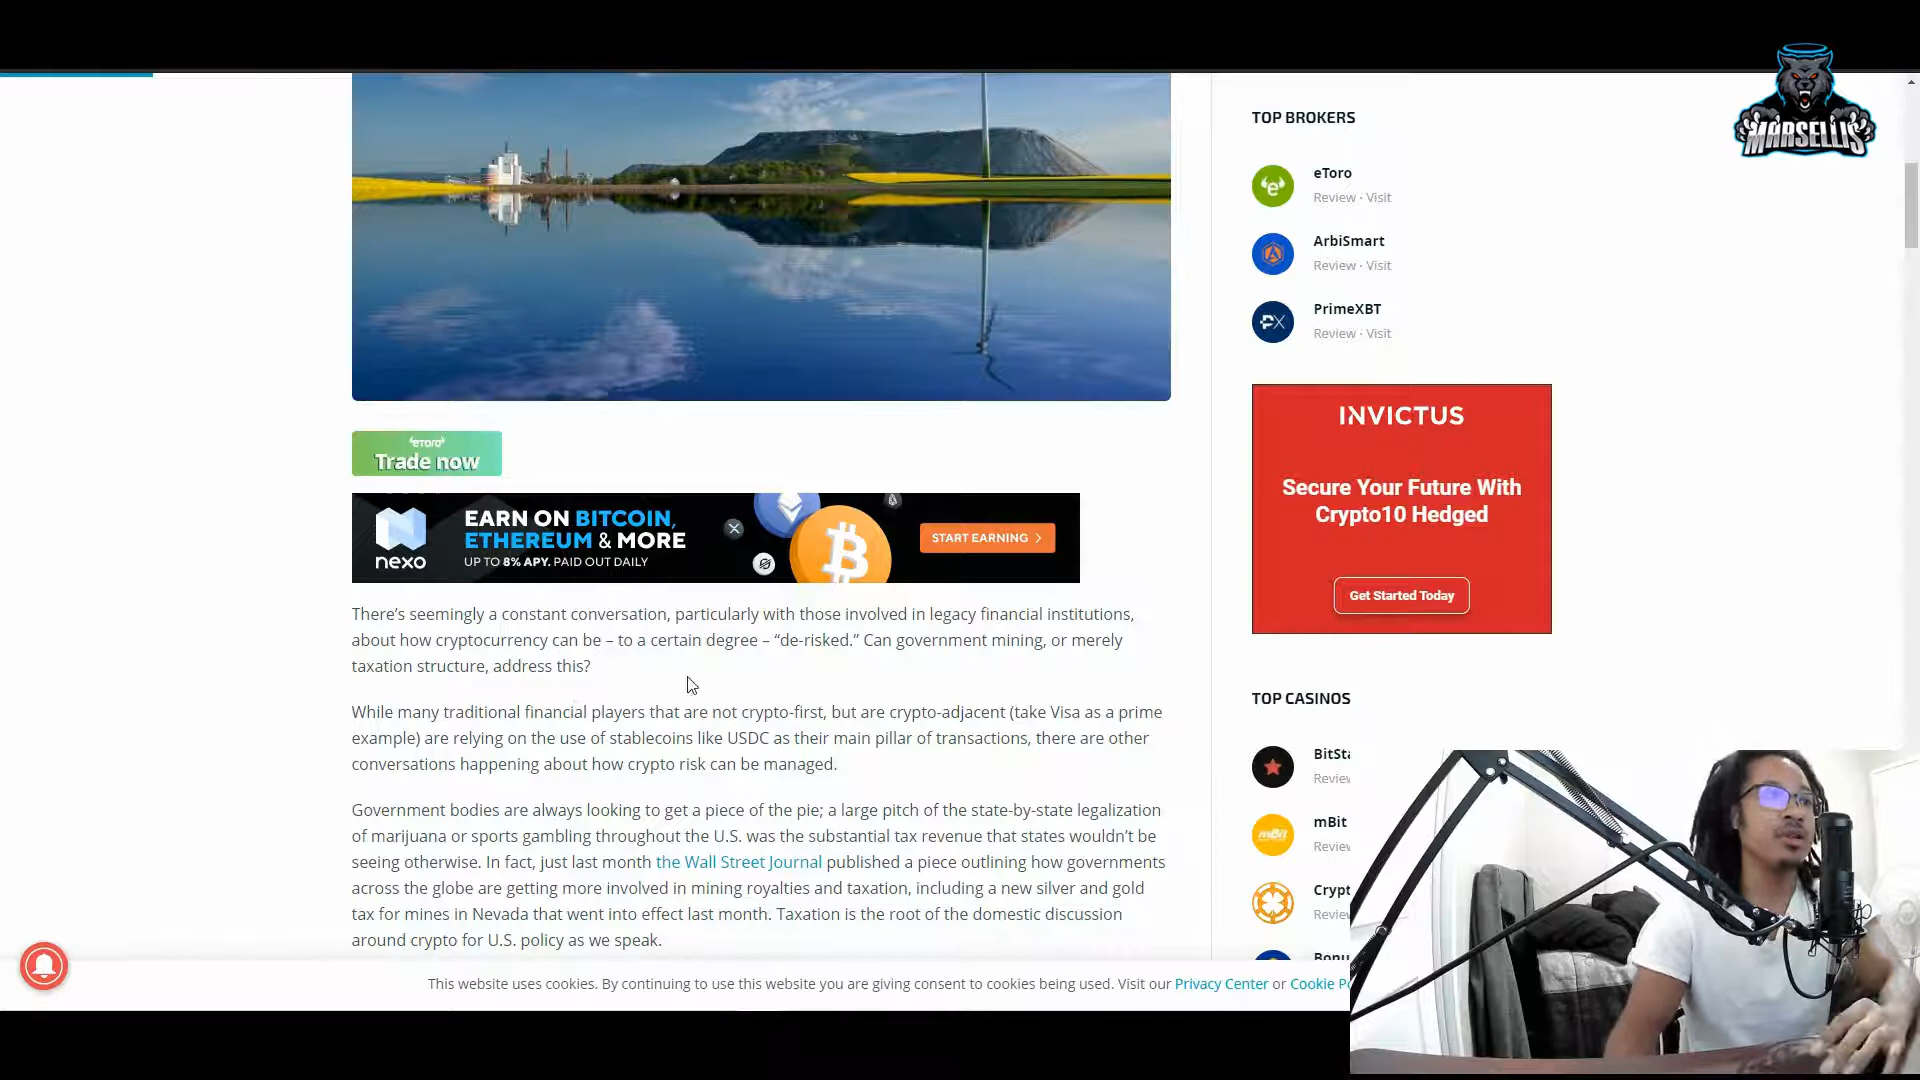 MARSELLIS
TOP BROKERS
eToro
Review · Visit
ArbiSmart
Review · Visit
PrimeXBT
Review · Visit
eToro
Trade now
INVICTUS
Secure Your Future With
Crypto10 Hedged
Get Started Today
nexo
EARN ON BITCOIN,
ETHEREUM & MORE
UP TO 8% APY. PAID OUT DAILY
START EARNING >
There’s seemingly a constant conversation, particularly with those involved in legacy financial institutions,
about how cryptocurrency can be – to a certain degree – “de-risked.” Can government mining, or merely
taxation structure, address this?
While many traditional financial players that are not crypto-first, but are crypto-adjacent (take Visa as a prime
example) are relying on the use of stablecoins like USDC as their main pillar of transactions, there are other
conversations happening about how crypto risk can be managed.
Government bodies are always looking to get a piece of the pie; a large pitch of the state-by-state legalization
of marijuana or sports gambling throughout the U.S. was the substantial tax revenue that states wouldn’t be
seeing otherwise. In fact, just last month the Wall Street Journal published a piece outlining how governments
across the globe are getting more involved in mining royalties and taxation, including a new silver and gold
tax for mines in Nevada that went into effect last month. Taxation is the root of the domestic discussion
around crypto for U.S. policy as we speak.
TOP CASINOS
BitSta
Review
mBit
mBit
Review
Crypt
Review
Bonu
This website uses cookies. By continuing to use this website you are giving consent to cookies being used. Visit our Privacy Center or Cookie Po